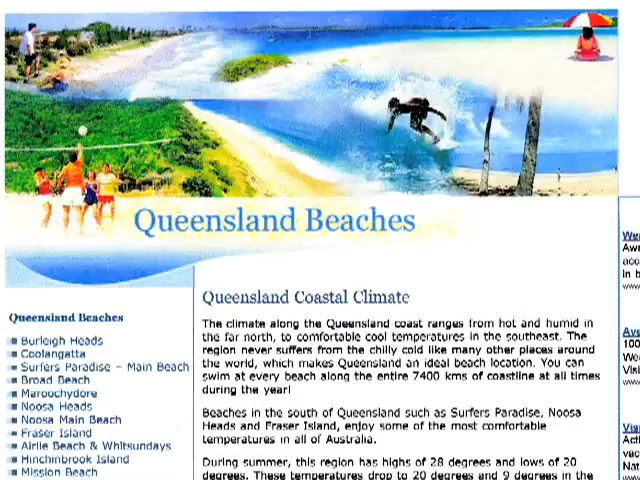 Queensland Beaches
Queensland Beaches
Burleigh Heads
Coolangatta
Surfers Paradise – Main Beach
Broad Beach
Maroochydore
Noosa Heads
Noosa Main Beach
Fraser Island
Airlie Beach & Whitsundays
Hinchinbrook Island
Mission Beach
Queensland Coastal Climate
The climate along the Queensland coast ranges from hot and humid in
the far north, to comfortable cool temperatures in the southeast. The
region never suffers from the chilly cold like many other places around
the world, which makes Queensland an ideal beach location. You can
swim at every beach along the entire 7400 kms of coastline at all times
during the year!
Beaches in the south of Queensland such as Surfers Paradise, Noosa
Heads and Fraser Island, enjoy some of the most comfortable
temperatures in all of Australia.
During summer, this region has highs of 28 degrees and lows of 20
degrees. These temperatures drop to 20 degrees and 9 degrees in the
in b
www
100
Visi
www